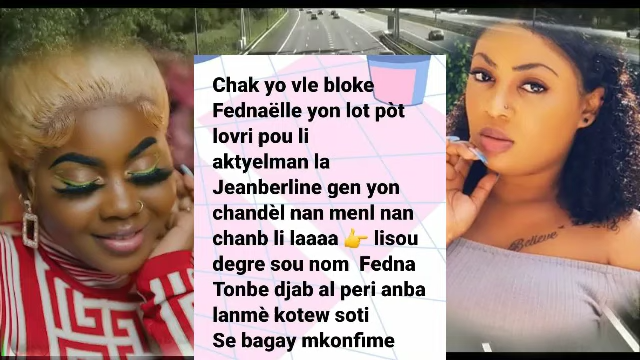 Chak yo vle bloke
Fednaëlle yon lot pòt
lovri pou li
aktyelman la
Jeanberline gen yon
chandèl nan menl nan
chanb li laaaa 👉 lisou
degre sou nom Fedna
Tonbe djab al peri anba
lanmè kotew soti
Se bagay mkonfime
Believe